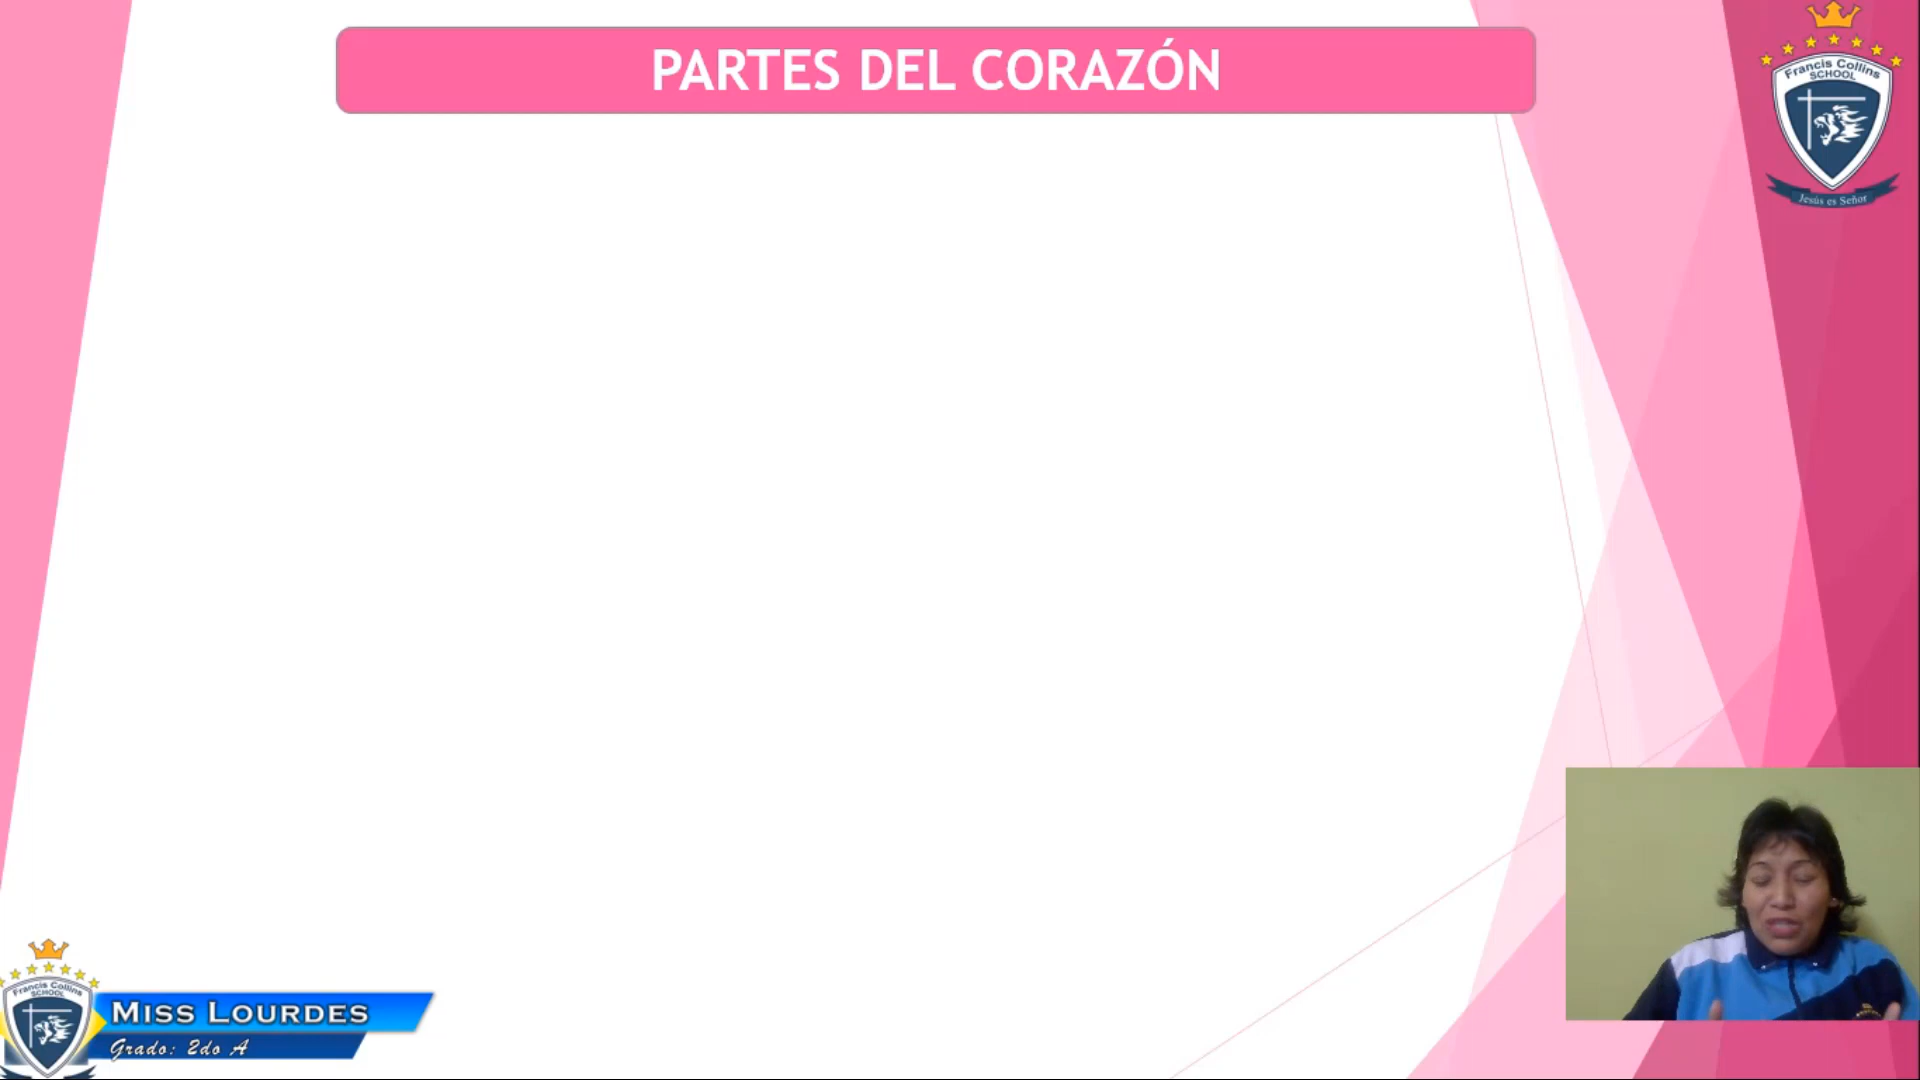 PARTES DEL CORAZÓN
Francis Collins
SCHOOL
Jesús es Señor
Francis Collins
SCHOOL
MISS LOURDES
Grado: 2do A